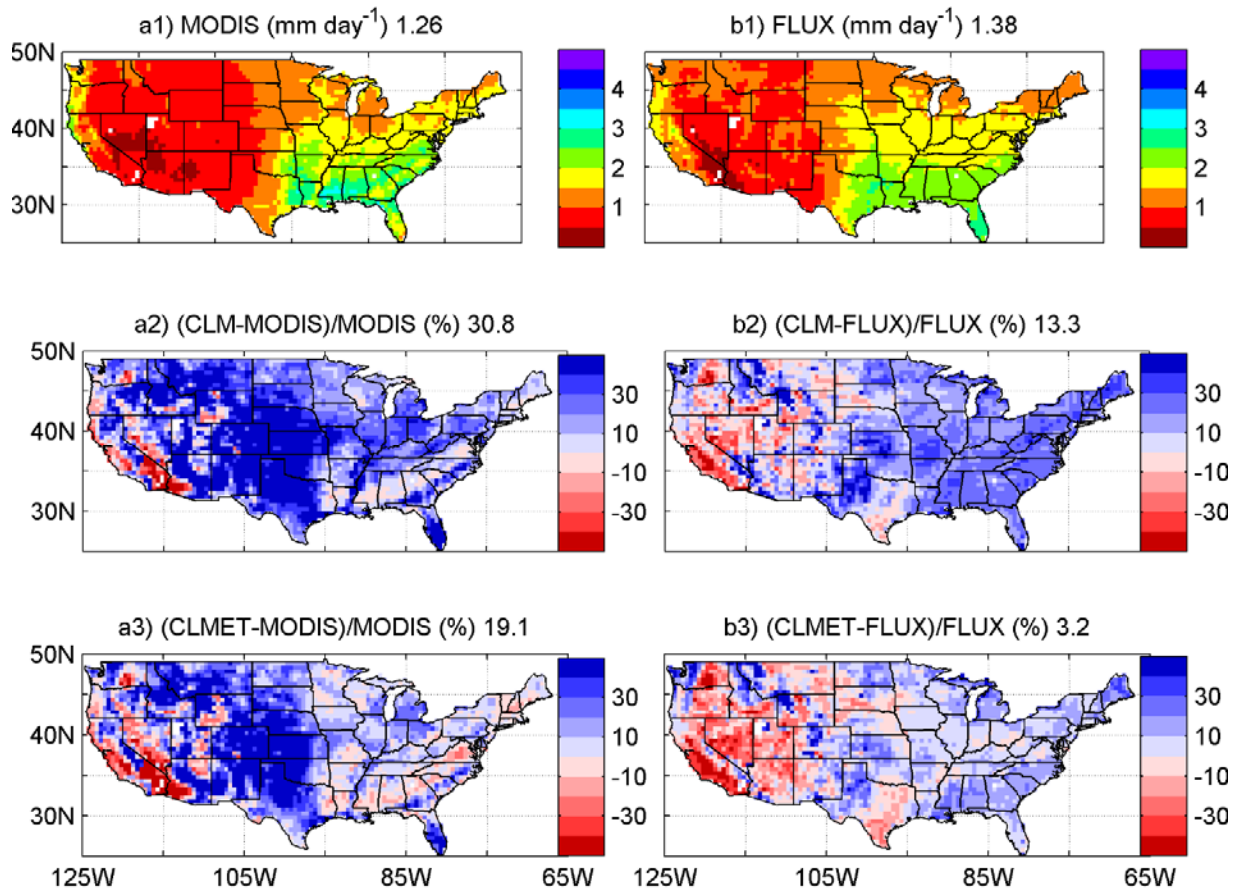 a1) MODIS (mm day⁻¹) 1.26
b1) FLUX (mm day⁻¹) 1.38
50N
40N
30N
4
3
2
1
4
3
2
1
a2) (CLM-MODIS)/MODIS (%) 30.8
b2) (CLM-FLUX)/FLUX (%) 13.3
50N
40N
30N
30
10
-10
-30
30
10
-10
-30
a3) (CLMET-MODIS)/MODIS (%) 19.1
b3) (CLMET-FLUX)/FLUX (%) 3.2
50N
40N
30N
30
10
-10
-30
30
10
-10
-30
125W 105W 85W 65W
125W 105W 85W 65W